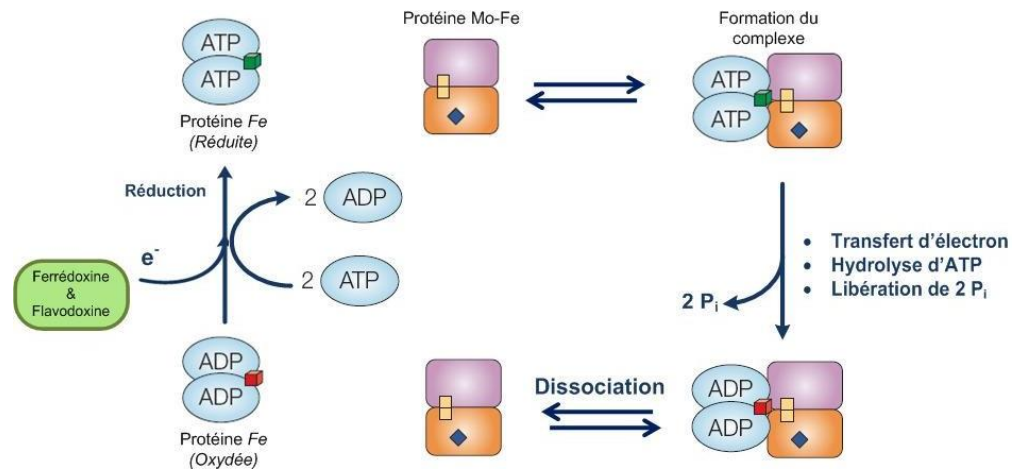 ATP
ATP
Protéine Fe
(Réduite)
Protéine Mo-Fe
Formation du
complexe
ATP
ATP
Réduction
2 ADP
2 ATP
e-
Ferrédoxine
&
Flavodoxine
• Transfert d'électron
• Hydrolyse d'ATP
• Libération de 2 Pi
2 Pi
ADP
ADP
Protéine Fe
(Oxydée)
Dissociation
ADP
ADP